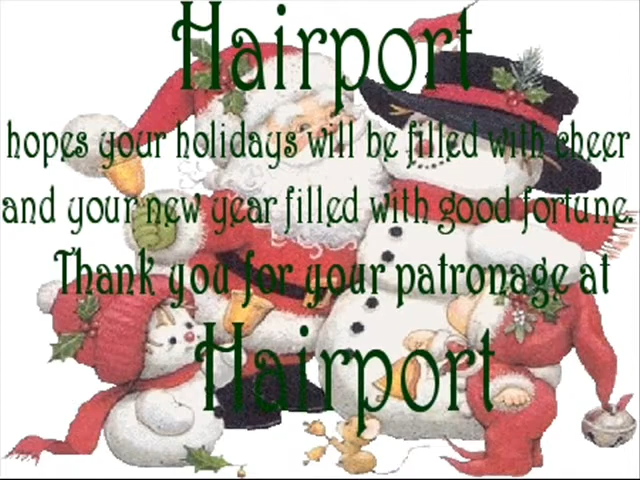 Hairport
hopes your holidays will be filled with cheer
and your new year filled with good fortune.
Thank you for your patronage at
Hairport